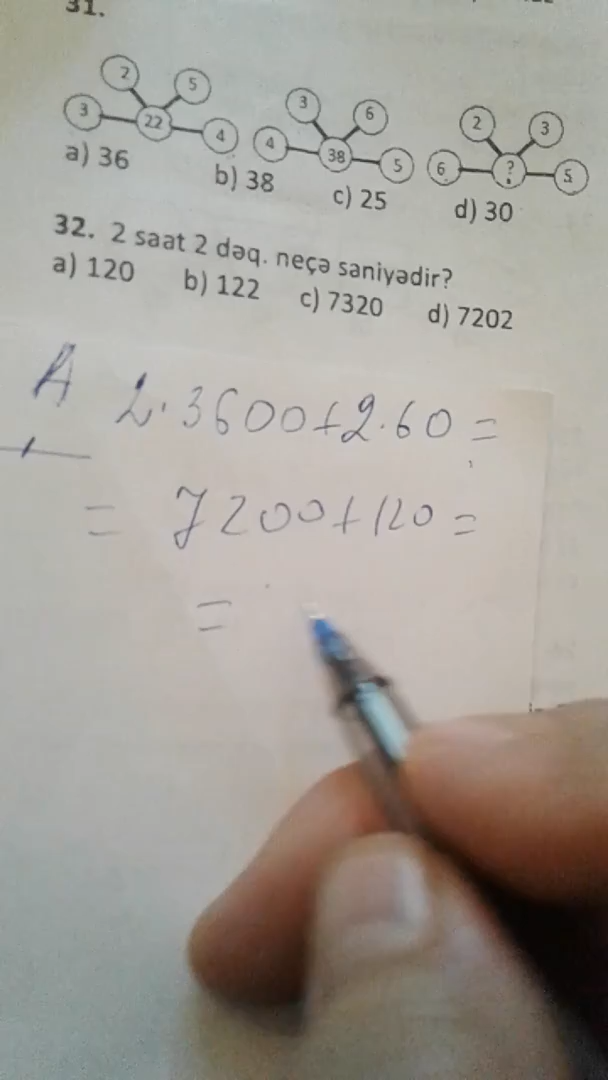 31.
2 5 3 22 4
3 6 4 38 5
2 3 6 ? 5
a) 36 b) 38 c) 25 d) 30
32. 2 saat 2 dəq. neçə saniyədir?
a) 120 b) 122 c) 7320 d) 7202
A 2·3600+2·60=
= 7200+120=
=